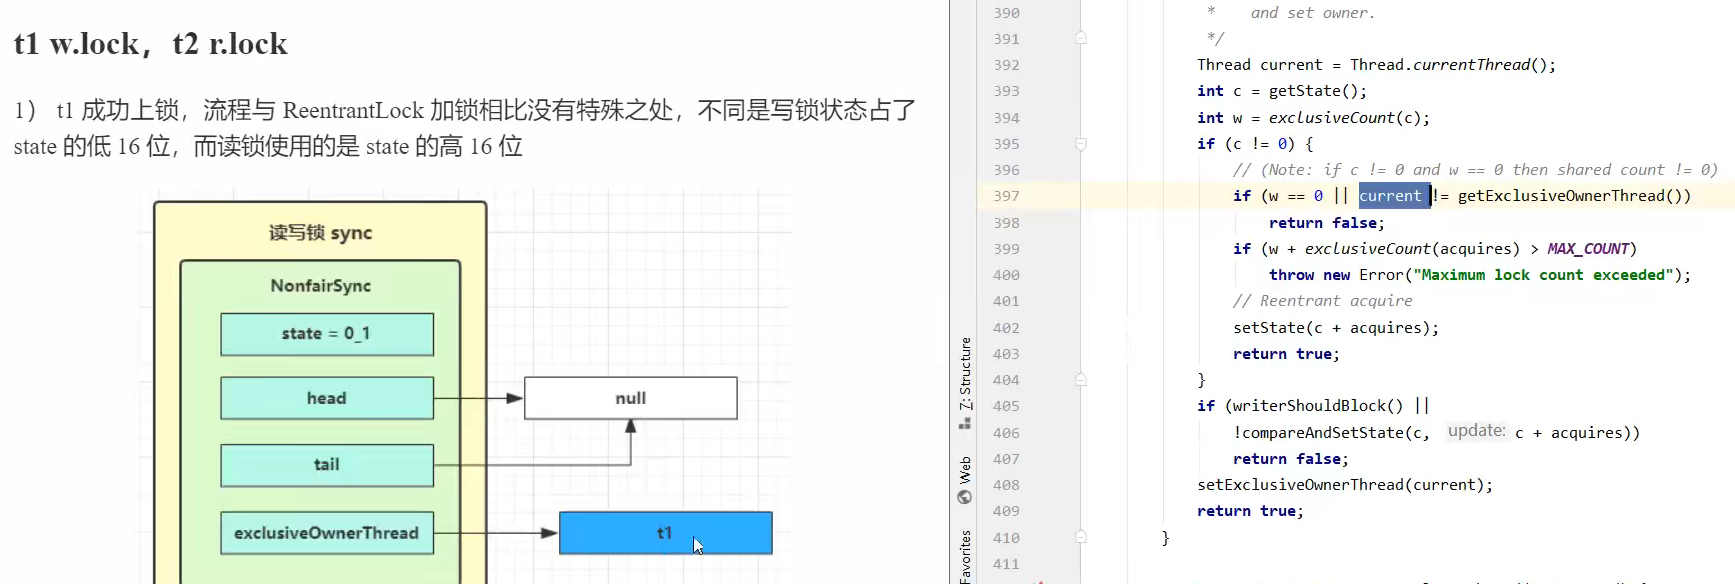 t1 w.lock，t2 r.lock
1） t1 成功上锁，流程与 ReentrantLock 加锁相比没有特殊之处，不同是写锁状态占了
state 的低 16 位，而读锁使用的是 state 的高 16 位
读写锁 sync
NonfairSync
state = 0_1
head
null
tail
exclusiveOwnerThread
t1
Z: Structure
Web
Favorites
390 * and set owner.
391 */
392 Thread current = Thread.currentThread();
393 int c = getState();
394 int w = exclusiveCount(c);
395 if (c != 0) {
396 // (Note: if c != 0 and w == 0 then shared count != 0)
397 if (w == 0 || current != getExclusiveOwnerThread())
398 return false;
399 if (w + exclusiveCount(acquires) > MAX_COUNT)
400 throw new Error("Maximum lock count exceeded");
401 // Reentrant acquire
402 setState(c + acquires);
403 return true;
404 }
405 if (writerShouldBlock() ||
406 !compareAndSetState(c, update: c + acquires))
407 return false;
408 setExclusiveOwnerThread(current);
409 return true;
410 }
411